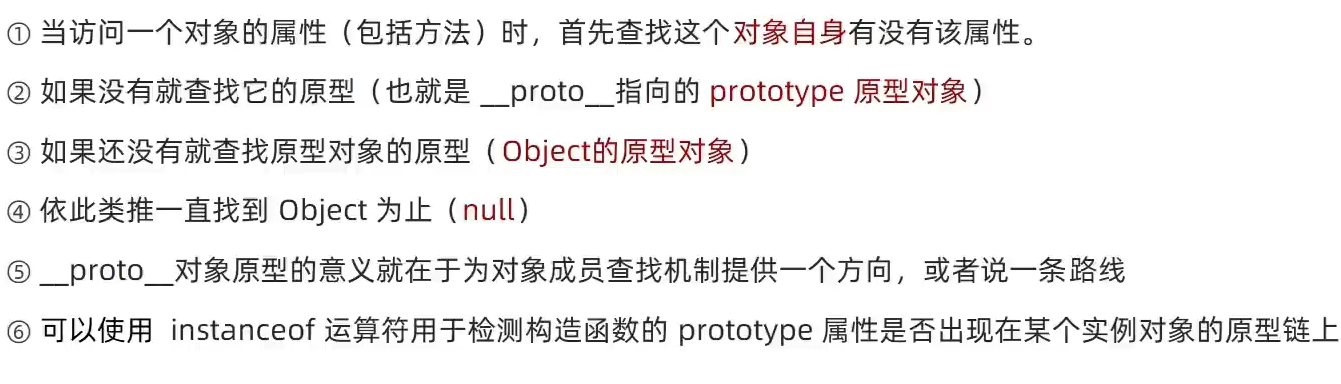 ① 当访问一个对象的属性（包括方法）时，首先查找这个对象自身有没有该属性。
② 如果没有就查找它的原型（也就是 __proto__指向的 prototype 原型对象）
③ 如果还没有就查找原型对象的原型（Object的原型对象）
④ 依此类推一直找到 Object 为止（null）
⑤ __proto__对象原型的意义就在于为对象成员查找机制提供一个方向，或者说一条路线
⑥ 可以使用 instanceof 运算符用于检测构造函数的 prototype 属性是否出现在某个实例对象的原型链上